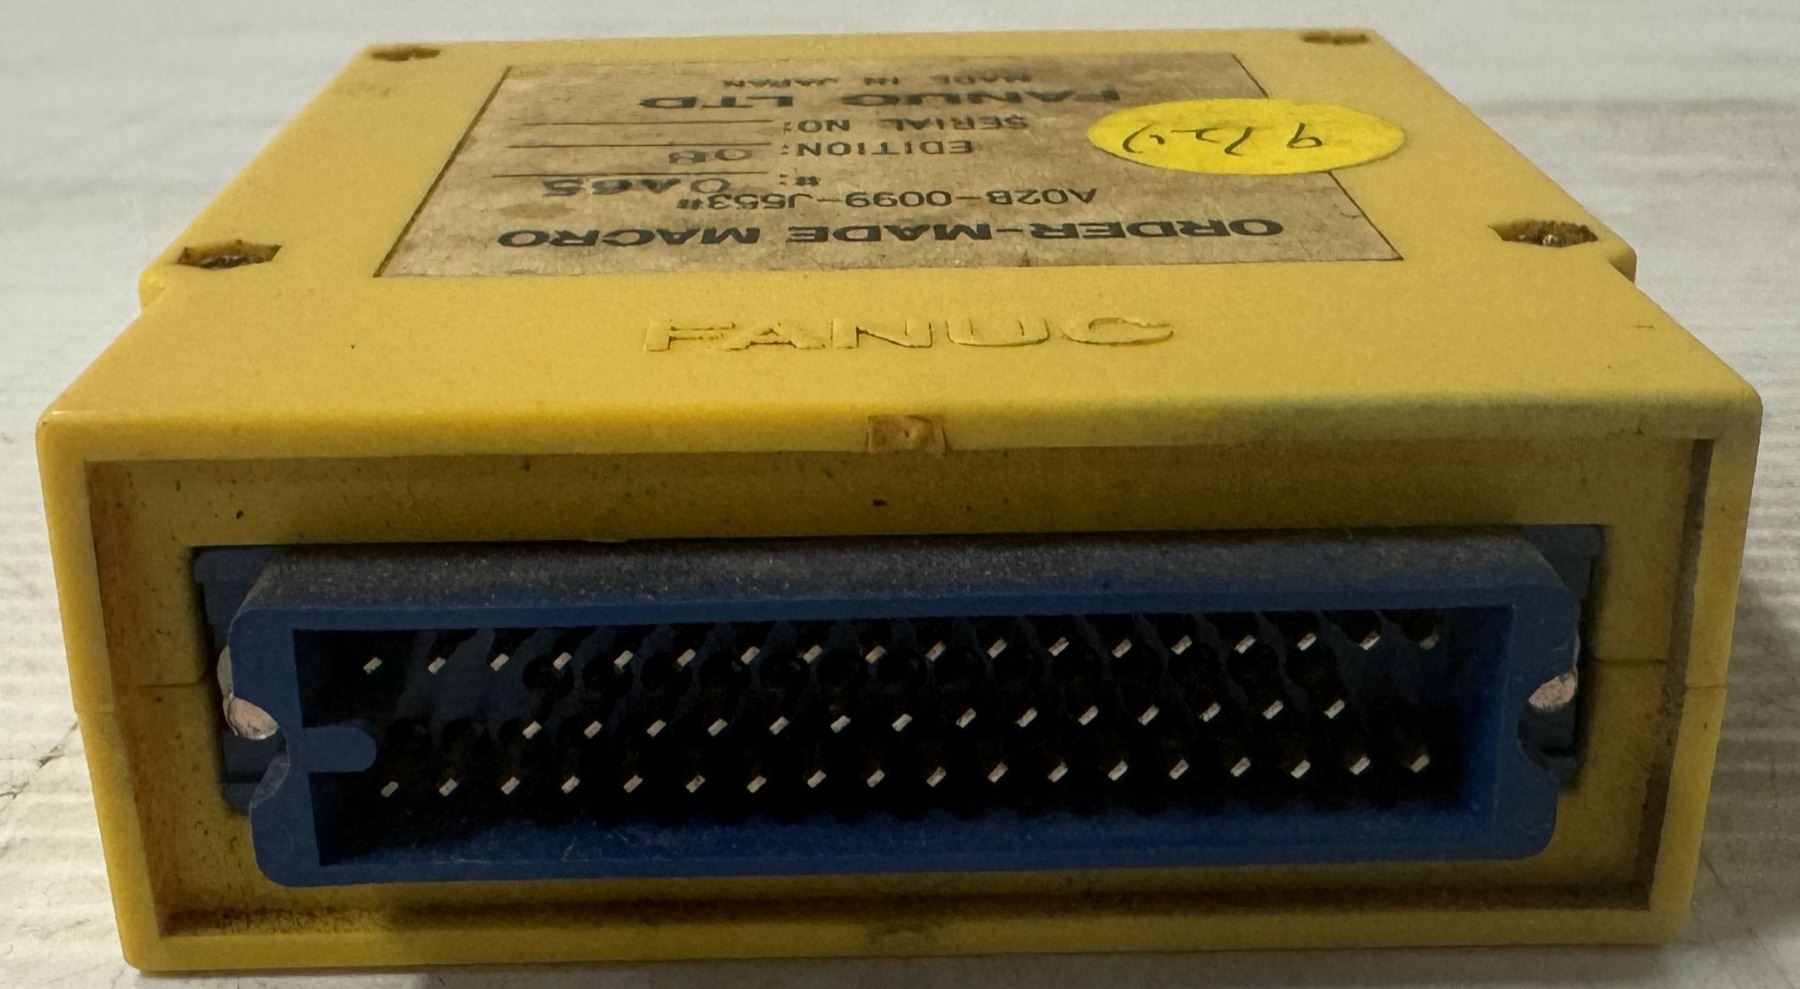 ORDER-MADE MACRO
A02B-0099-J553#
#: 0A65
EDITION: 08
SERIAL NO:
FANUC LTD
MADE IN JAPAN
FANUC